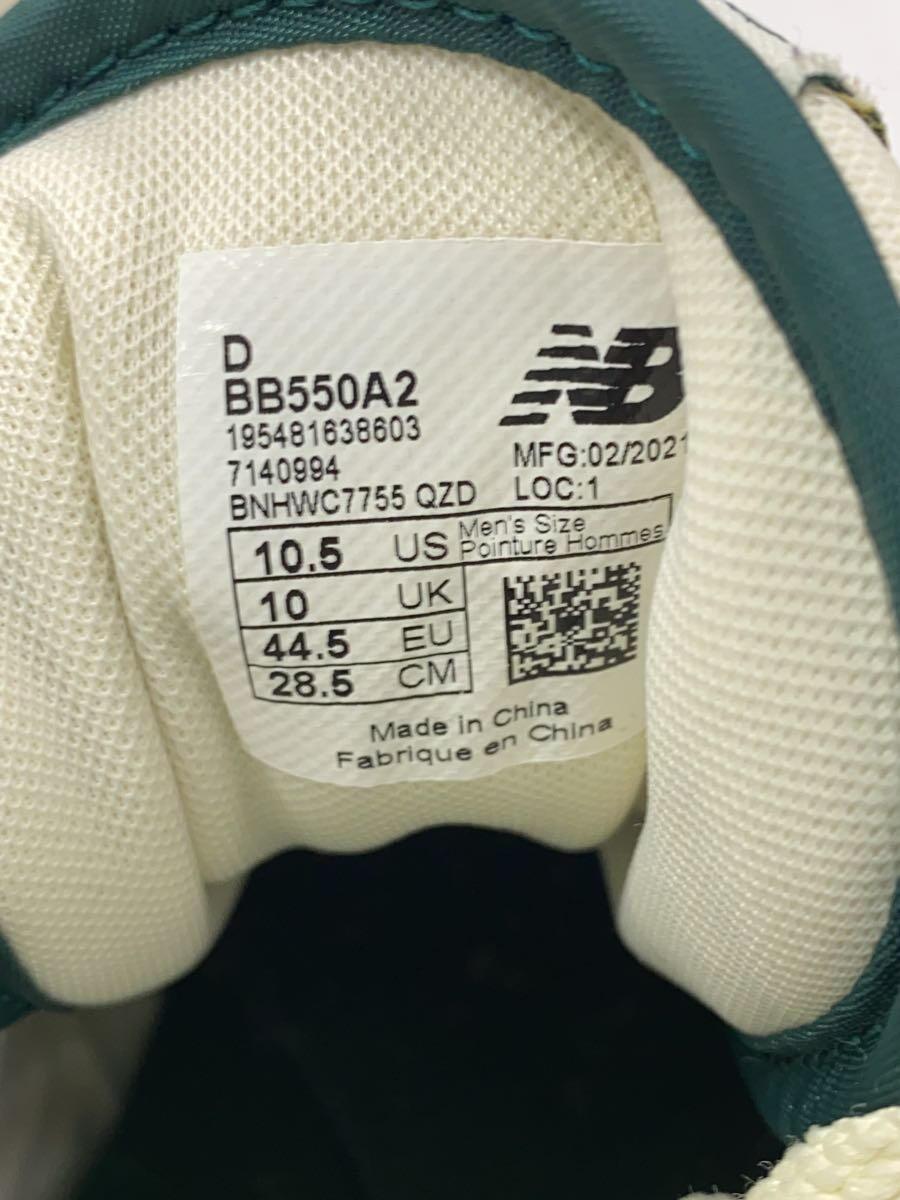 D
BB550A2
195481638603
7140994
BNHWC7755 QZD
NB
MFG:02/2021
LOC:1
10.5 US Men's Size
Pointure Hommes
10 UK
44.5 EU
28.5 CM
Made in China
Fabrique en China